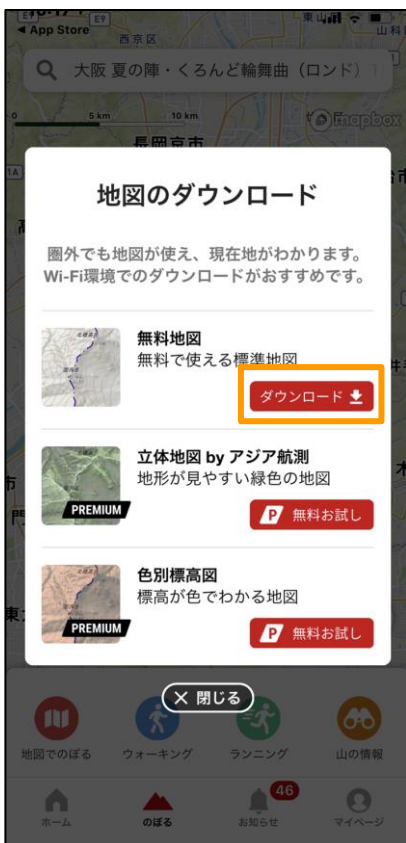 E9
◀ App Store
西京区
東山
山科
大阪 夏の陣・くろんど輪舞曲（ロンド）
0 5 km 10 km
mapbox
長岡京市
1A
地図のダウンロード
圏外でも地図が使え、現在地がわかります。
Wi-Fi環境でのダウンロードがおすすめです。
無料地図
無料で使える標準地図
ダウンロード
立体地図 by アジア航測
地形が見やすい緑色の地図
PREMIUM
P 無料お試し
色別標高図
標高が色でわかる地図
PREMIUM
P 無料お試し
× 閉じる
地図でのぼる ウォーキング ランニング 山の情報
46
ホーム のぼる お知らせ マイページ